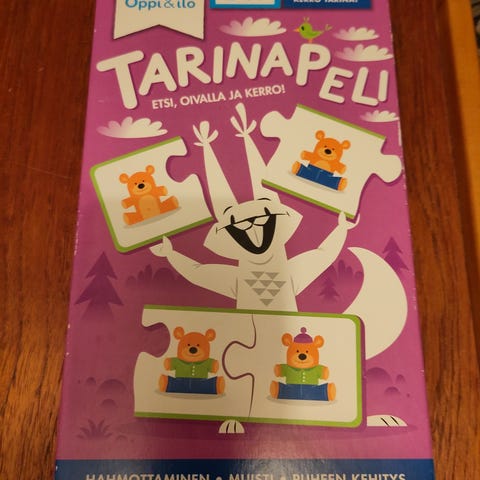 Oppi&ilo
KERRO TARINA!
TARINAPELI
ETSI, OIVALLA JA KERRO!
HAHMOTTAMINEN • MUISTI • PUHEEN KEHITYS